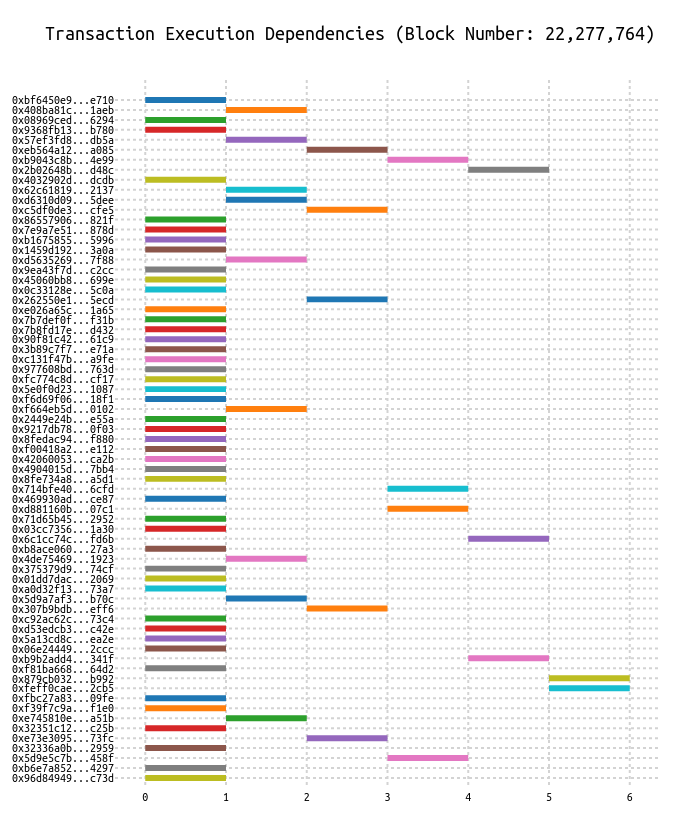 Transaction Execution Dependencies (Block Number: 22,277,764)
0xbf6450e9...e710
0x408ba81c...1aeb
0x08969ced...6294
0x9368fb13...b780
0x57ef3fd8...db5a
0xeb564a12...a085
0xb9043c8b...4e99
0x2b02648b...d48c
0x4032902d...dcdb
0x62c61819...2137
0xd6310d09...5dee
0xc5df0de3...cfe5
0x86557906...821f
0x7e9a7e51...878d
0xb1675855...5996
0x1459d192...3a0a
0xd5635269...7f88
0x9ea43f7d...c2cc
0x45060bb8...699e
0x0c33128e...5c0a
0x262550e1...5ecd
0xe026a65c...1a65
0x7b7def0f...f31b
0x7b8fd17e...d432
0x90f81c42...61c9
0x3b89c7f7...e71a
0xc131f47b...a9fe
0x977608bd...763d
0xfc774c8d...cf17
0x5e0f0d23...1087
0xf6d69f06...18f1
0xf664eb5d...0102
0x2449e24b...e55a
0x9217db78...0f03
0x8fedac94...f880
0xf00418a2...e112
0x42060053...ca2b
0x4904015d...7bb4
0x8fe734a8...a5d1
0x714bfe40...6cfd
0x469930ad...ce87
0xd881160b...07c1
0x71d65b45...2952
0x03cc7356...1a30
0x6c1cc74c...fd6b
0xb8ace060...27a3
0x4de75469...1923
0x375379d9...74cf
0x01dd7dac...2069
0xa0d32f13...73a7
0x5d9a7af3...b70c
0x307b9bdb...eff6
0xc92ac62c...73c4
0xd53edcb3...c42e
0x5a13cd8c...ea2e
0x06e24449...2ccc
0xb9b2add4...341f
0xf81ba668...64d2
0x879cb032...b992
0xfeff0cae...2cb5
0xfbc27a83...09fe
0xf39f7c9a...f1e0
0xe745810e...a51b
0x32351c12...c25b
0xe73e3095...73fc
0x32336a0b...2959
0x5d9e5c7b...458f
0xb6e7a852...4297
0x96d84949...c73d
0 1 2 3 4 5 6